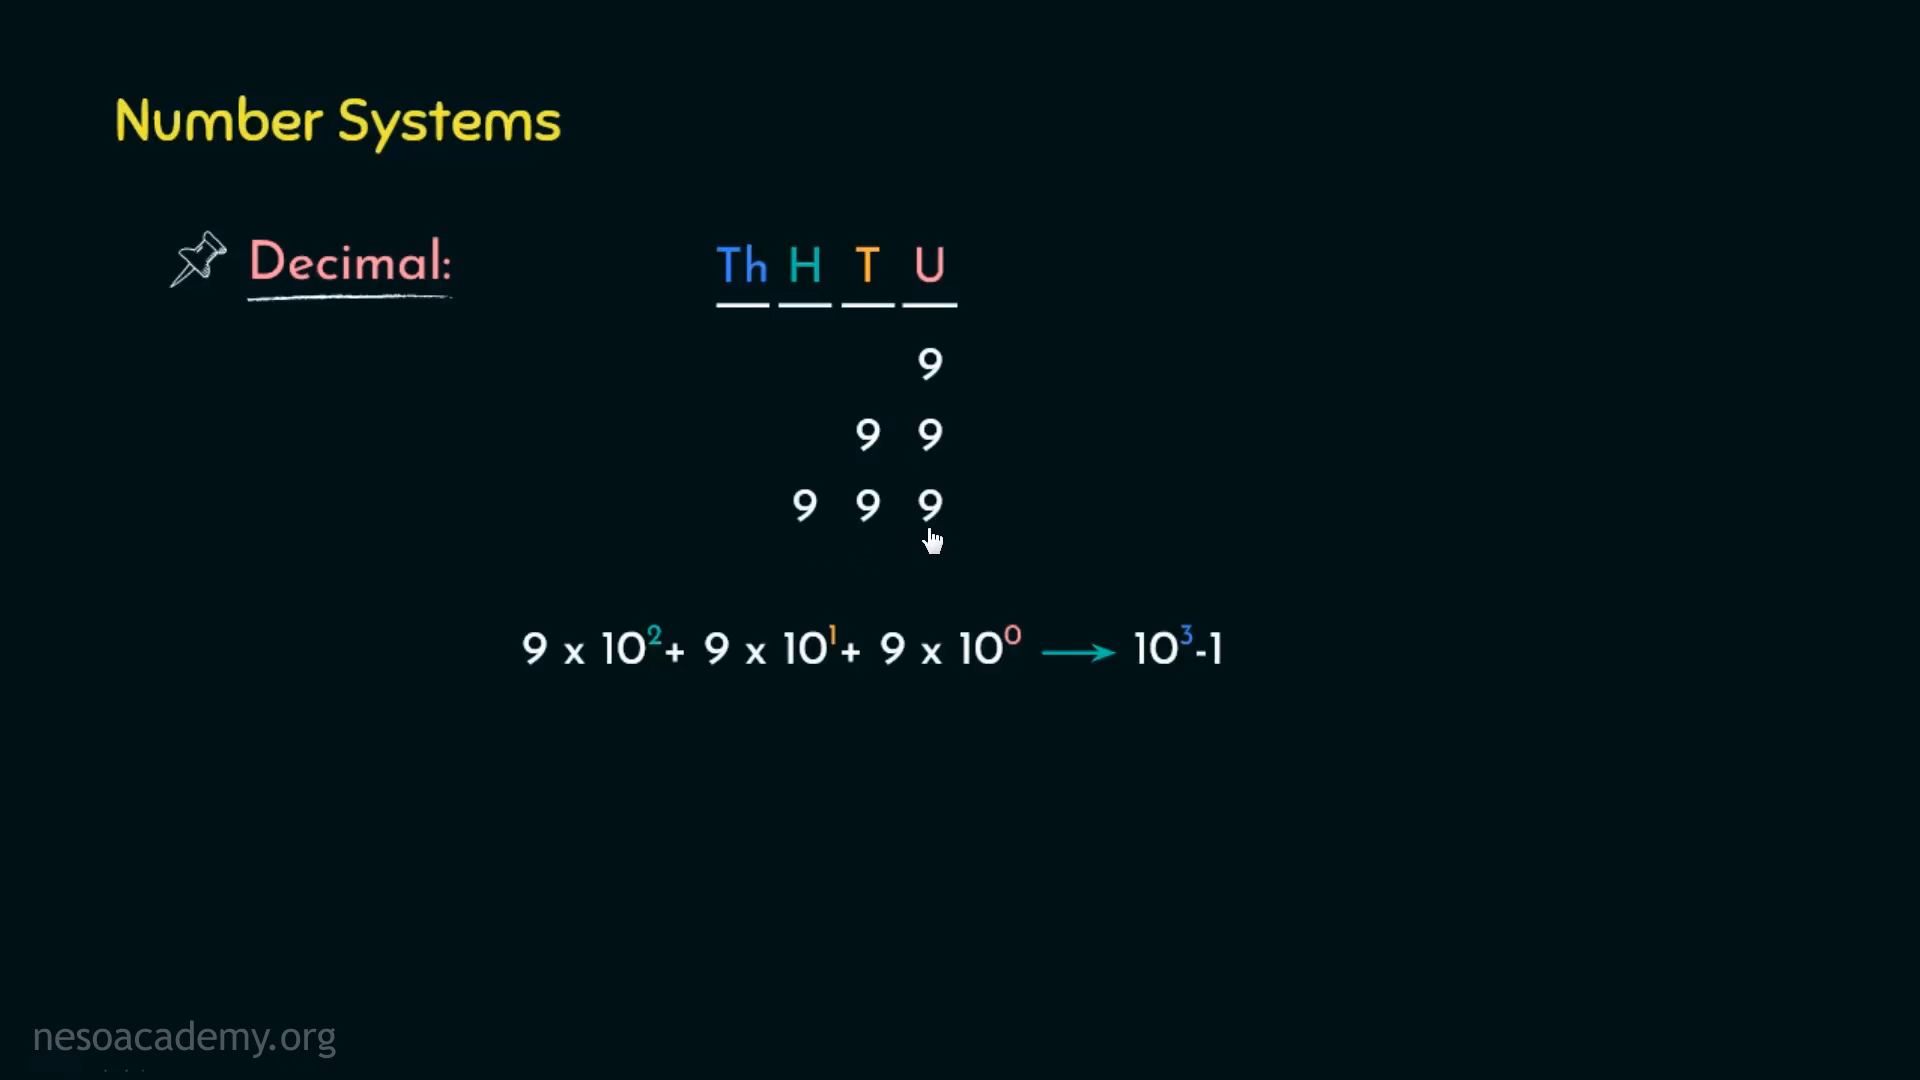 Number Systems
Decimal:
Th H T U
9
9 9
9 9 9
9 x 10²+ 9 x 10¹+ 9 x 10⁰ → 10³-1
nesoacademy.org